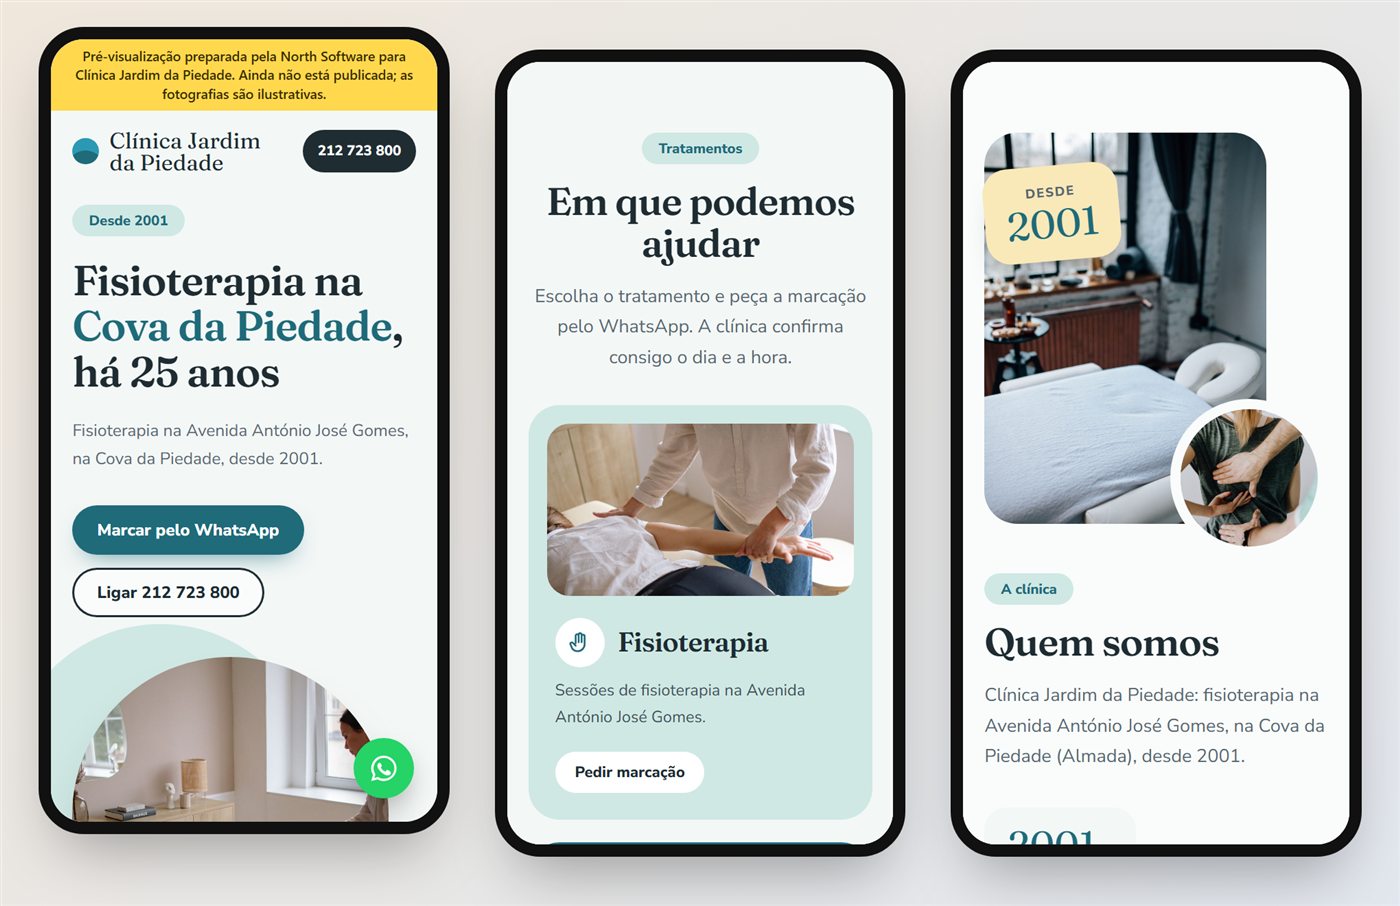 Pré-visualização preparada pela North Software para
Clínica Jardim da Piedade. Ainda não está publicada; as
fotografias são ilustrativas.
Clínica Jardim
da Piedade
212 723 800
Desde 2001
Fisioterapia na
Cova da Piedade,
há 25 anos
Fisioterapia na Avenida António José Gomes,
na Cova da Piedade, desde 2001.
Marcar pelo WhatsApp
Ligar 212 723 800
Tratamentos
Em que podemos
ajudar
Escolha o tratamento e peça a marcação
pelo WhatsApp. A clínica confirma
consigo o dia e a hora.
Fisioterapia
Sessões de fisioterapia na Avenida
António José Gomes.
Pedir marcação
DESDE
2001
A clínica
Quem somos
Clínica Jardim da Piedade: fisioterapia na
Avenida António José Gomes, na Cova da
Piedade (Almada), desde 2001.
2001